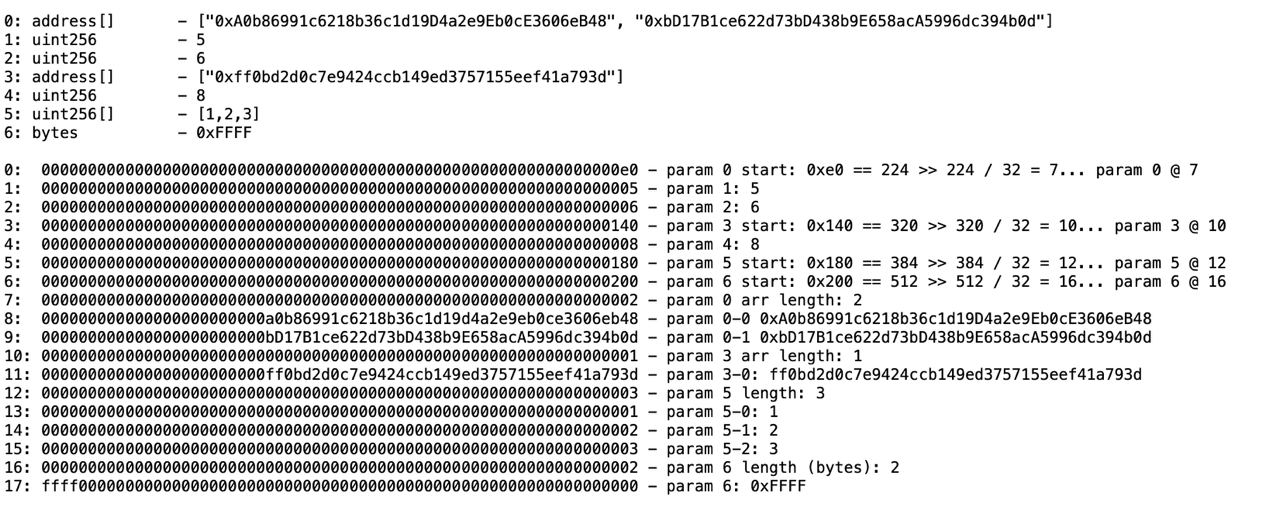 0: address[] – ["0xA0b86991c6218b36c1d19D4a2e9Eb0cE3606eB48", "0xbD17B1ce622d73bD438b9E658acA5996dc394b0d"]
1: uint256 – 5
2: uint256 – 6
3: address[] – ["0xff0bd2d0c7e9424ccb149ed3757155eef41a793d"]
4: uint256 – 8
5: uint256[] – [1,2,3]
6: bytes – 0xFFFF
0: 00000000000000000000000000000000000000000000000000000000000000e0 – param 0 start: 0xe0 == 224 >> 224 / 32 = 7... param 0 @ 7
1: 0000000000000000000000000000000000000000000000000000000000000005 – param 1: 5
2: 0000000000000000000000000000000000000000000000000000000000000006 – param 2: 6
3: 0000000000000000000000000000000000000000000000000000000000000140 – param 3 start: 0x140 == 320 >> 320 / 32 = 10... param 3 @ 10
4: 0000000000000000000000000000000000000000000000000000000000000008 – param 4: 8
5: 0000000000000000000000000000000000000000000000000000000000000180 – param 5 start: 0x180 == 384 >> 384 / 32 = 12... param 5 @ 12
6: 0000000000000000000000000000000000000000000000000000000000000200 – param 6 start: 0x200 == 512 >> 512 / 32 = 16... param 6 @ 16
7: 0000000000000000000000000000000000000000000000000000000000000002 – param 0 arr length: 2
8: 000000000000000000000000a0b86991c6218b36c1d19d4a2e9eb0ce3606eb48 – param 0-0 0xA0b86991c6218b36c1d19D4a2e9Eb0cE3606eB48
9: 000000000000000000000000bD17B1ce622d73bD438b9E658acA5996dc394b0d – param 0-1 0xbD17B1ce622d73bD438b9E658acA5996dc394b0d
10: 0000000000000000000000000000000000000000000000000000000000000001 – param 3 arr length: 1
11: 000000000000000000000000ff0bd2d0c7e9424ccb149ed3757155eef41a793d – param 3-0: ff0bd2d0c7e9424ccb149ed3757155eef41a793d
12: 0000000000000000000000000000000000000000000000000000000000000003 – param 5 length: 3
13: 0000000000000000000000000000000000000000000000000000000000000001 – param 5-0: 1
14: 0000000000000000000000000000000000000000000000000000000000000002 – param 5-1: 2
15: 0000000000000000000000000000000000000000000000000000000000000003 – param 5-2: 3
16: 0000000000000000000000000000000000000000000000000000000000000002 – param 6 length (bytes): 2
17: ffff000000000000000000000000000000000000000000000000000000000000 – param 6: 0xFFFF